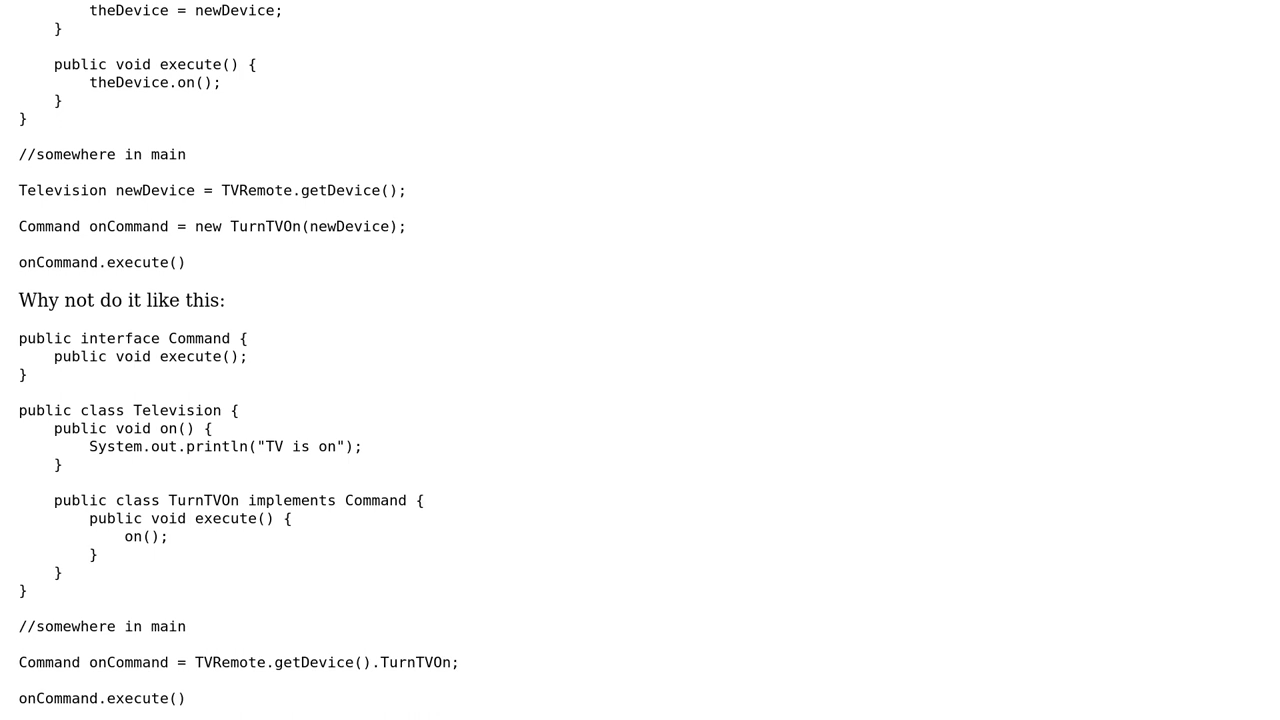 theDevice = newDevice;
    }

    public void execute() {
        theDevice.on();
    }
}

//somewhere in main

Television newDevice = TVRemote.getDevice();

Command onCommand = new TurnTVOn(newDevice);

onCommand.execute()

Why not do it like this:

public interface Command {
    public void execute();
}

public class Television {
    public void on() {
        System.out.println("TV is on");
    }

    public class TurnTVOn implements Command {
        public void execute() {
            on();
        }
    }
}

//somewhere in main

Command onCommand = TVRemote.getDevice().TurnTVOn;

onCommand.execute()